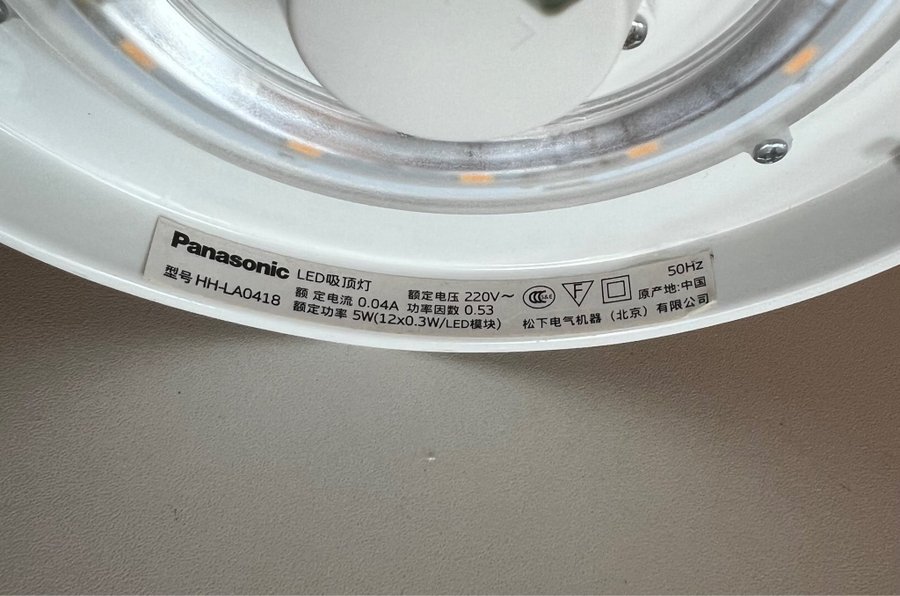 Panasonic LED吸顶灯
型号 HH-LA0418
额定电流 0.04A 额定电压 220V～
功率因数 0.53
额定功率 5W(12x0.3W/LED模块)
CCC F
50Hz
原产地:中国
松下电气机器（北京）有限公司